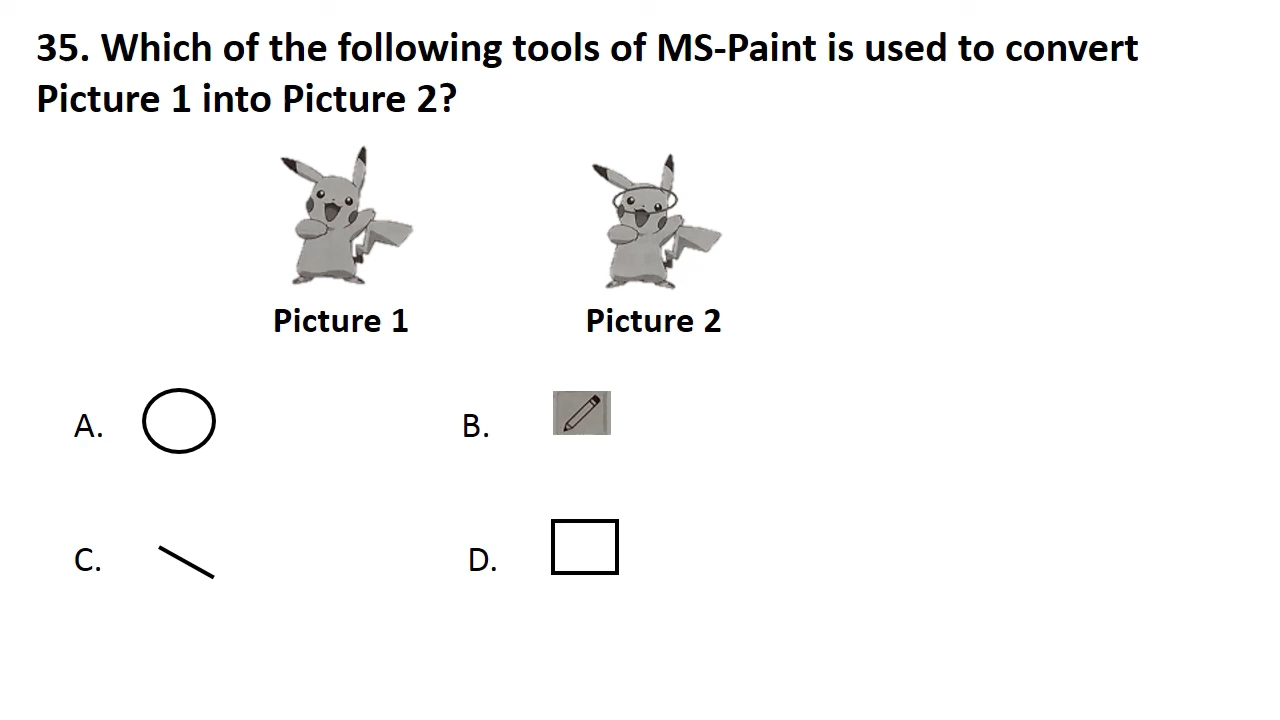 35. Which of the following tools of MS-Paint is used to convert
Picture 1 into Picture 2?
Picture 1
Picture 2
A.
B.
C.
D.